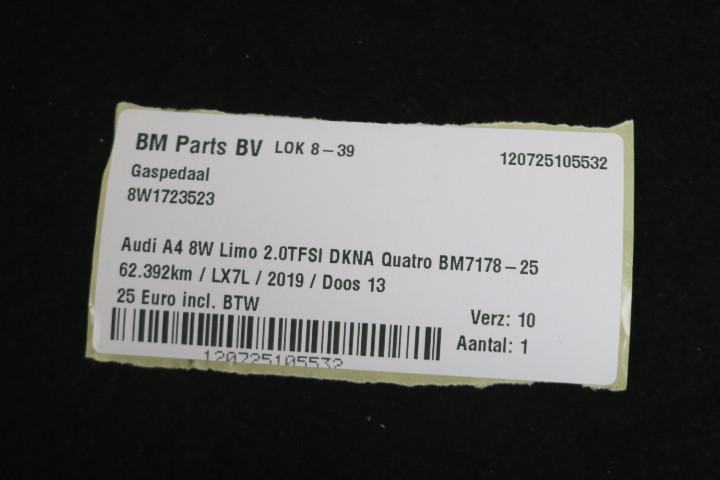 BM Parts BV LOK 8-39 120725105532
Gaspedaal
8W1723523
Audi A4 8W Limo 2.0TFSI DKNA Quatro BM7178-25
62.392km / LX7L / 2019 / Doos 13
25 Euro incl. BTW
Verz: 10
Aantal: 1
120725105532